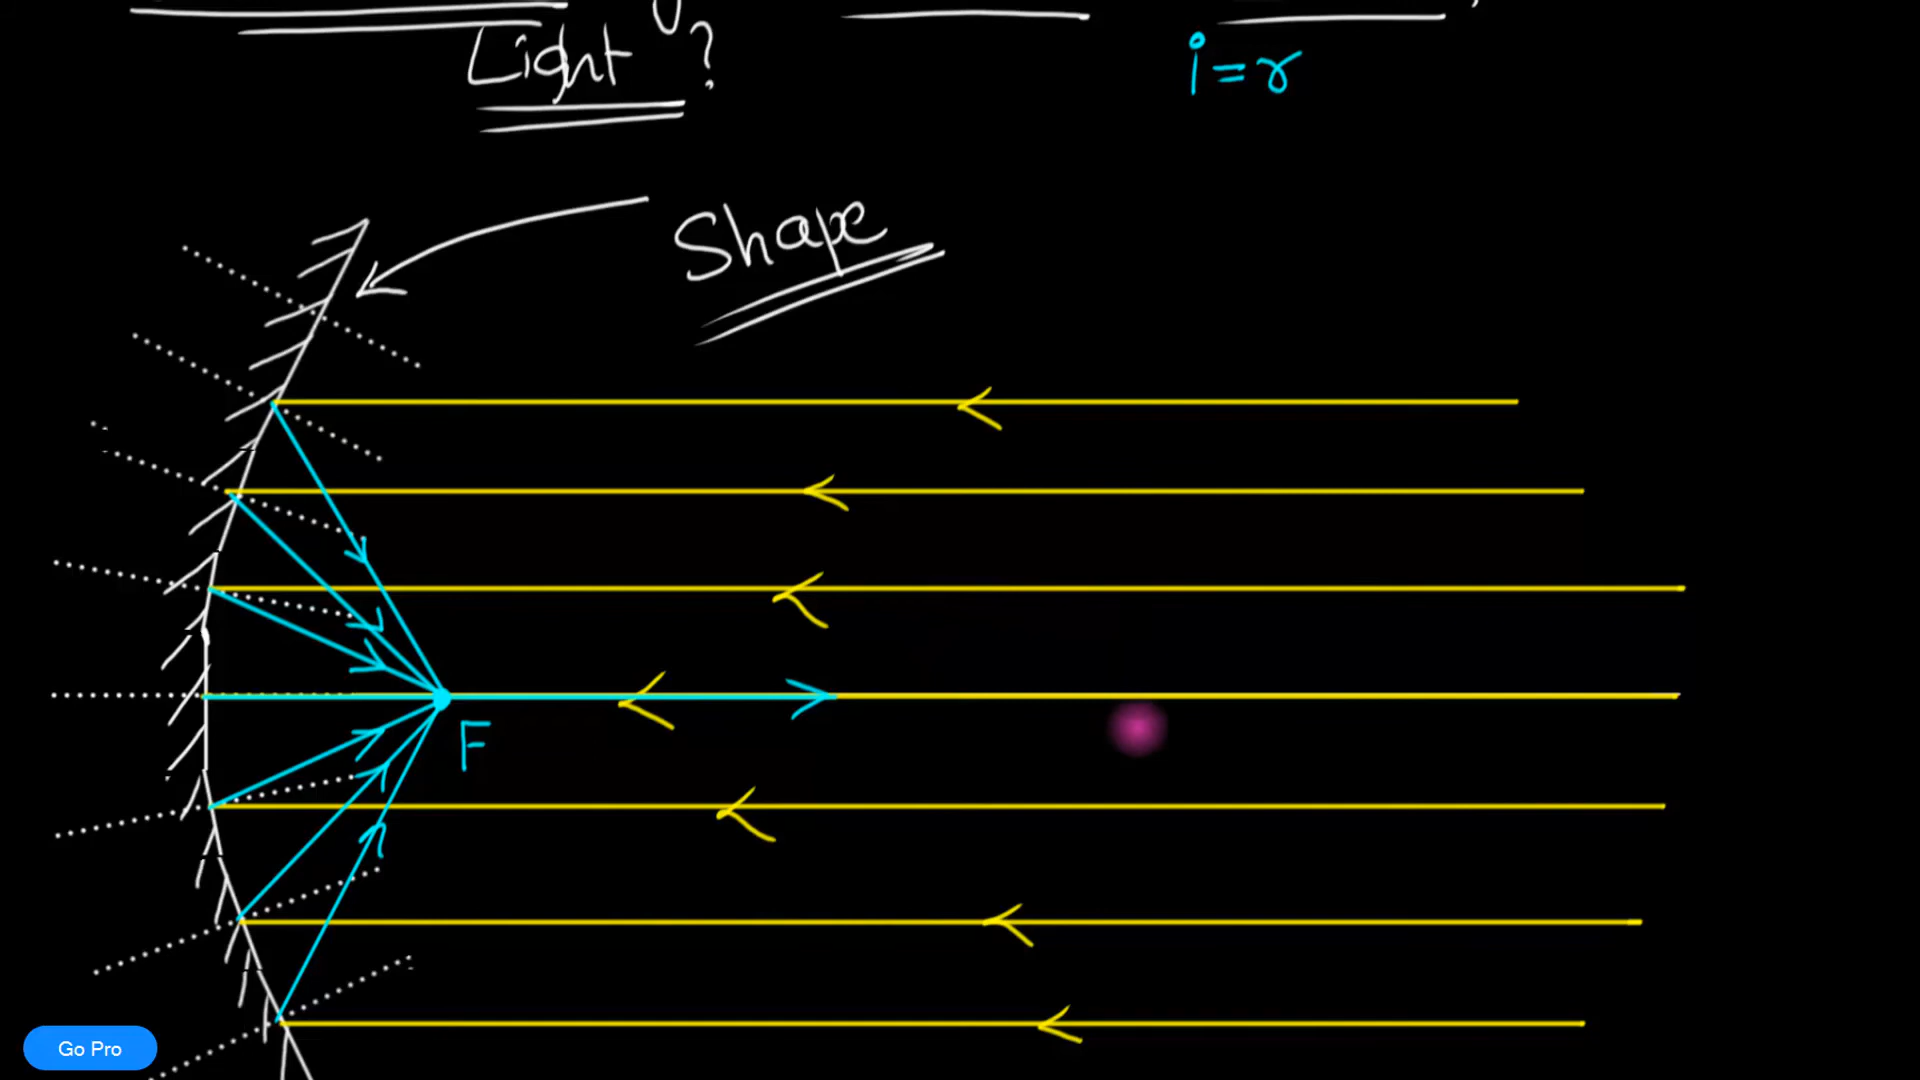 Light ?
i = r
Shape
F
Go Pro